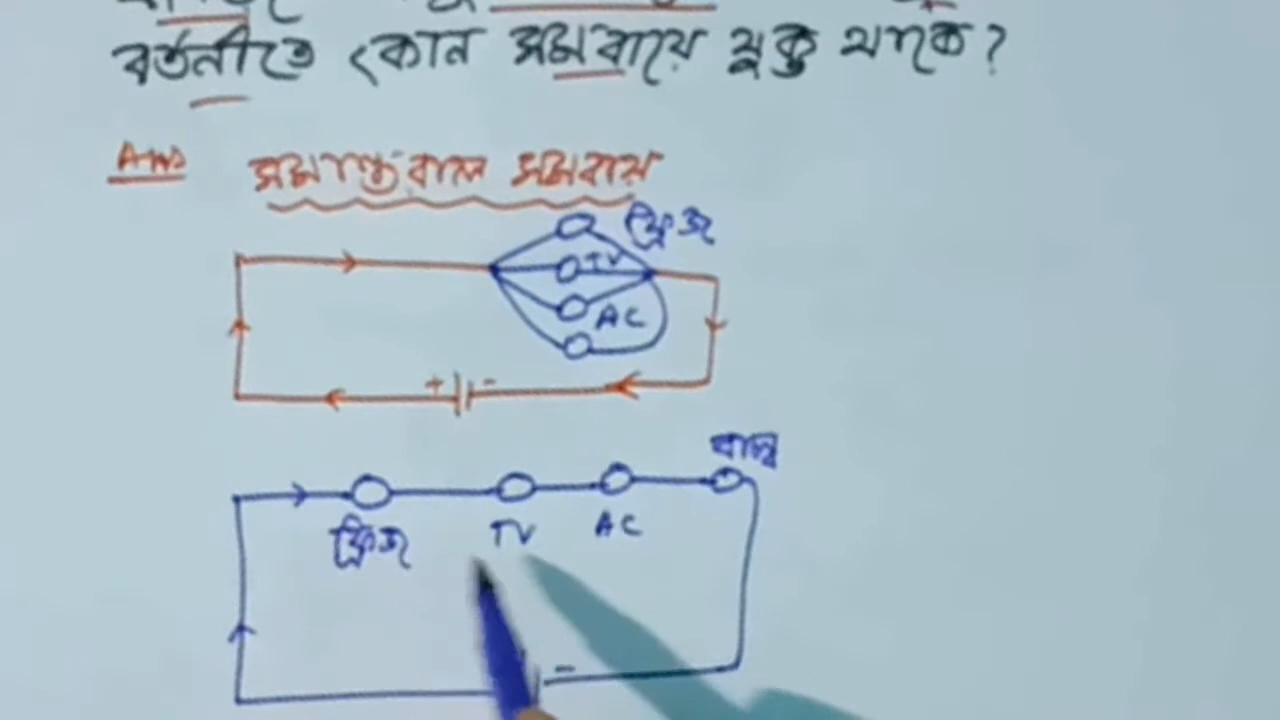 বর্তনীতে কোন সমবায়ে যুক্ত থাকে?
Ans সমান্তরাল সমবায়
ফ্রিজ
TV
AC
+ -
বাল্ব
ফ্রিজ TV AC
-